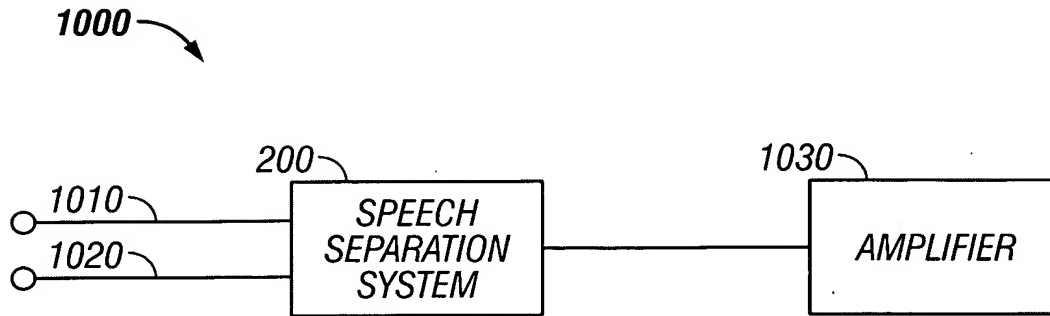 1000
200
1030
1010
1020
SPEECH
SEPARATION
SYSTEM
AMPLIFIER